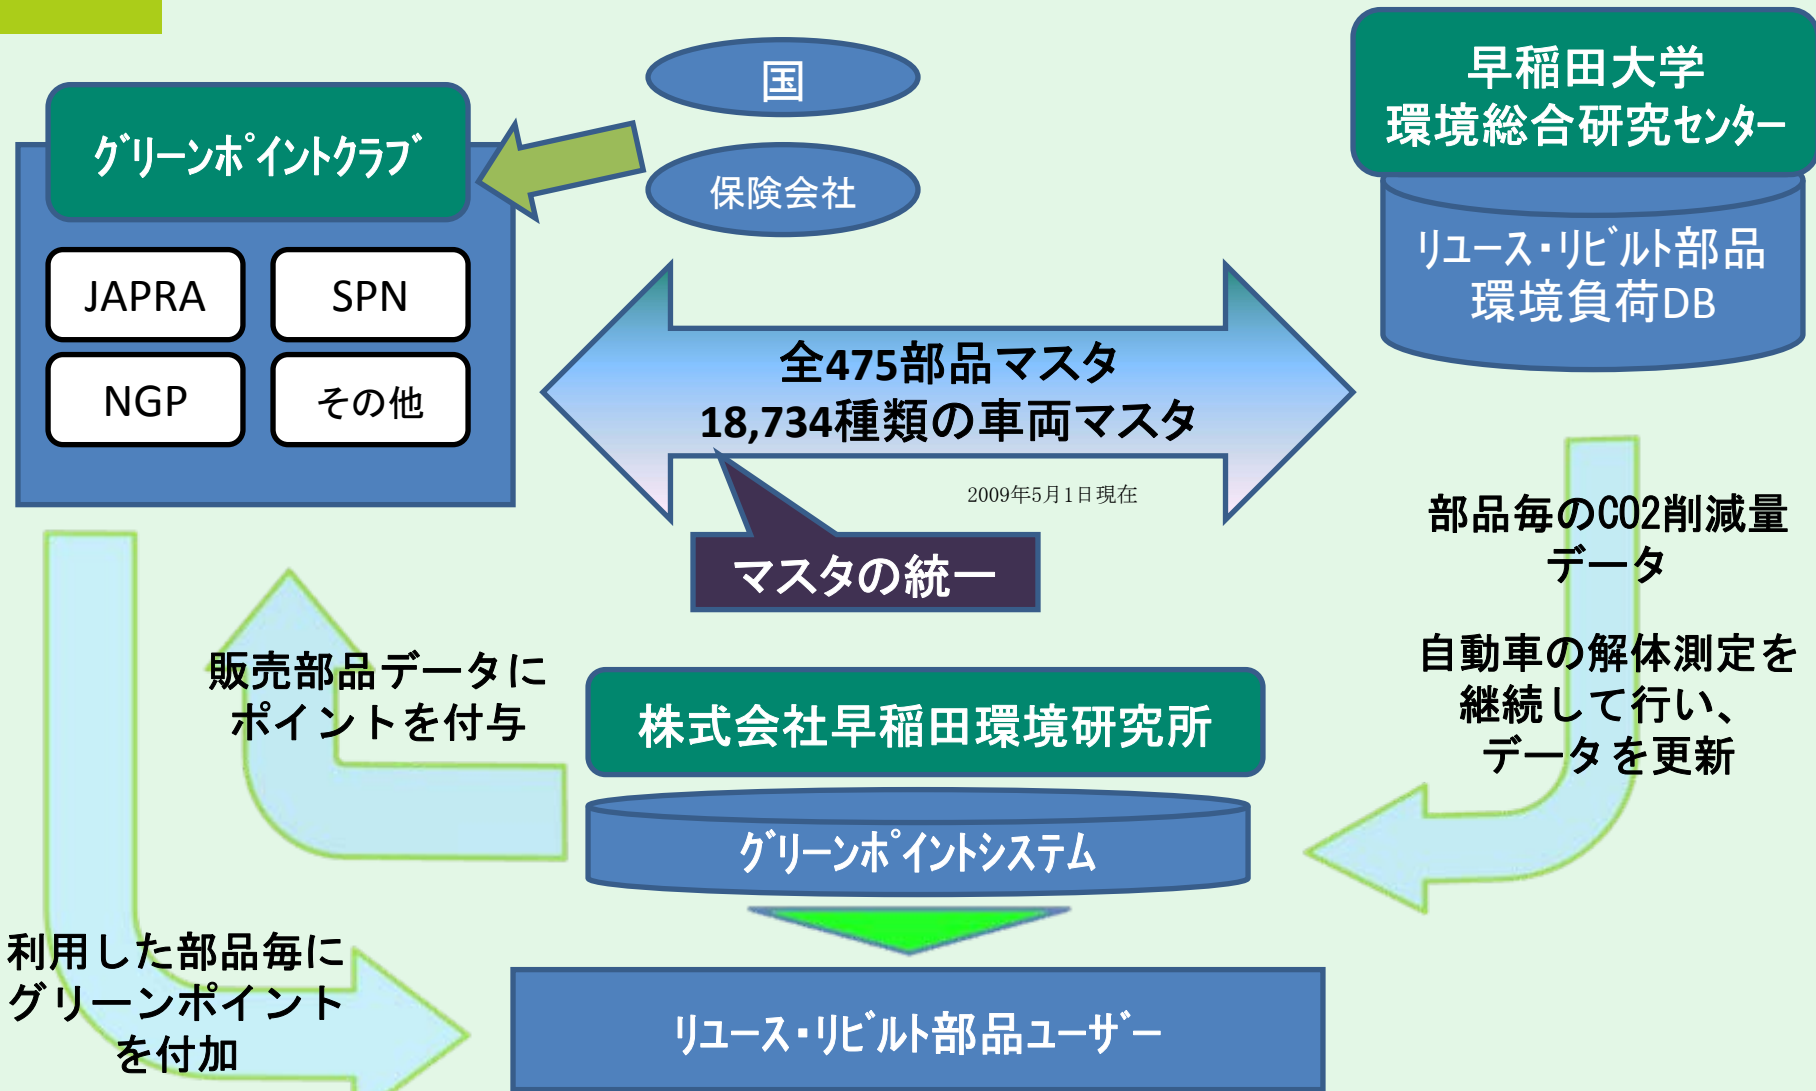 国
保険会社
早稲田大学
環境総合研究ｾﾝﾀｰ
ｸﾞﾘｰﾝﾎﾟｲﾝﾄｸﾗﾌﾞ
JAPRA
SPN
NGP
その他
ﾘﾕｰｽ･ﾘﾋﾞﾙﾄ部品
環境負荷DB
全475部品マスタ
18,734種類の車両マスタ
2009年5月1日現在
マスタの統一
部品毎のCO2削減量
データ
自動車の解体測定を
継続して行い、
データを更新
販売部品データに
ポイントを付与
株式会社早稲田環境研究所
ｸﾞﾘｰﾝﾎﾟｲﾝﾄｼｽﾃﾑ
利用した部品毎に
グリーンポイント
を付加
ﾘﾕｰｽ･ﾘﾋﾞﾙﾄ部品ﾕｰｻﾞｰ